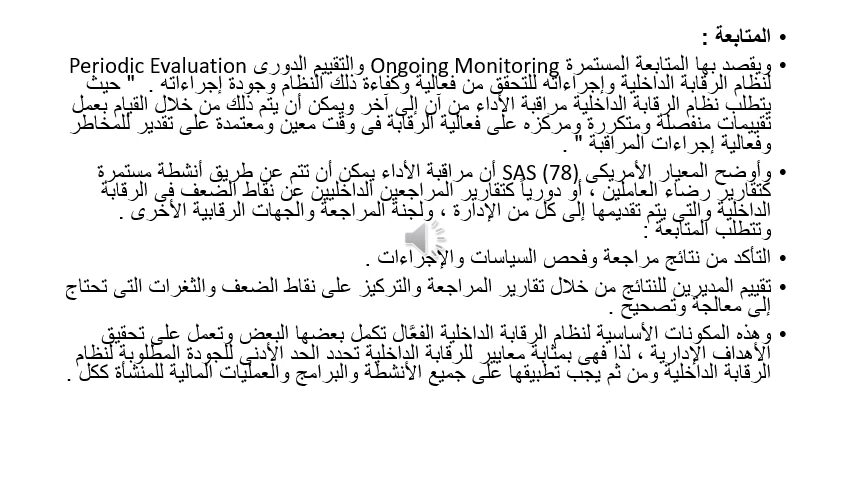 • المتابعة :
• ويقصد بها المتابعة المستمرة Ongoing Monitoring والتقييم الدورى Periodic Evaluation
لنظام الرقابة الداخلية وإجراءاته للتحقق من فعالية وكفاءة ذلك النظام وجودة إجراءاته . " حيث
يتطلب نظام الرقابة الداخلية مراقبة الأداء من آن إلى آخر ويمكن أن يتم ذلك من خلال القيام بعمل
تقييمات منفصلة ومتكررة ومركزه على فعالية الرقابة فى وقت معين ومعتمدة على تقدير للمخاطر
وفعالية إجراءات المراقبة " .
• وأوضح المعيار الأمريكى SAS (78) أن مراقبة الأداء يمكن أن تتم عن طريق أنشطة مستمرة
كتقارير رضاء العاملين ، أو دورياً كتقارير المراجعين الداخليين عن نقاط الضعف فى الرقابة
الداخلية والتى يتم تقديمها إلى كل من الإدارة ، ولجنة المراجعة والجهات الرقابية الأخرى .
وتتطلب المتابعة :
• التأكد من نتائج مراجعة وفحص السياسات والإجراءات .
• تقييم المديرين للنتائج من خلال تقارير المراجعة والتركيز على نقاط الضعف والثغرات التى تحتاج
إلى معالجة وتصحيح .
• وهذه المكونات الأساسية لنظام الرقابة الداخلية الفعَّال تكمل بعضها البعض وتعمل على تحقيق
الأهداف الإدارية ، لذا فهى بمثابة معايير للرقابة الداخلية تحدد الحد الأدنى للجودة المطلوبة لنظام
الرقابة الداخلية ومن ثم يجب تطبيقها على جميع الأنشطة والبرامج والعمليات المالية للمنشأة ككل .